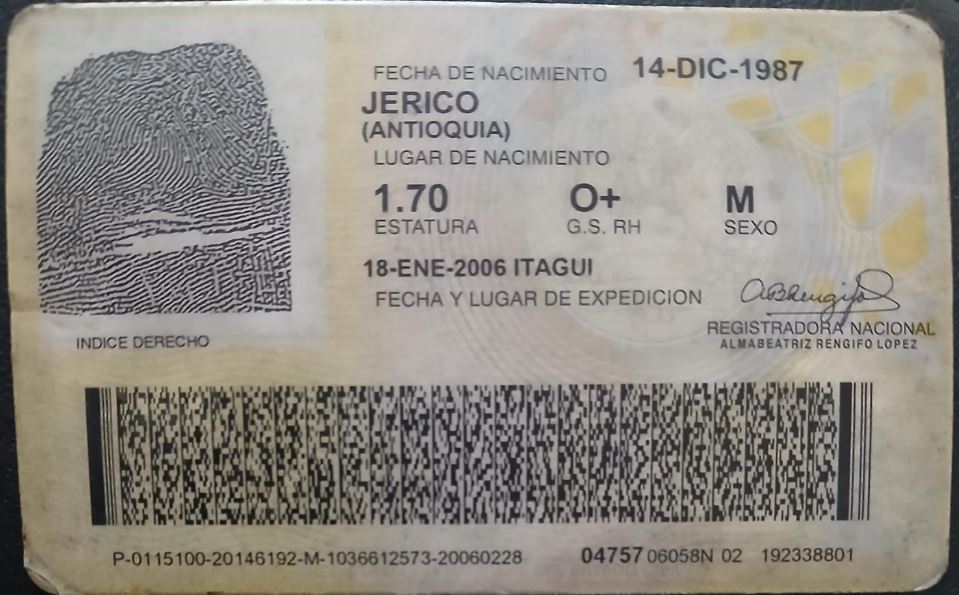 FECHA DE NACIMIENTO 14-DIC-1987
JERICO
(ANTIOQUIA)
LUGAR DE NACIMIENTO
1.70 O+ M
ESTATURA G.S. RH SEXO
18-ENE-2006 ITAGUI
FECHA Y LUGAR DE EXPEDICION
REGISTRADORA NACIONAL
ALMABEATRIZ RENGIFO LOPEZ
INDICE DERECHO
P-0115100-20146192-M-1036612573-20060228 04757 06058N 02 192338801